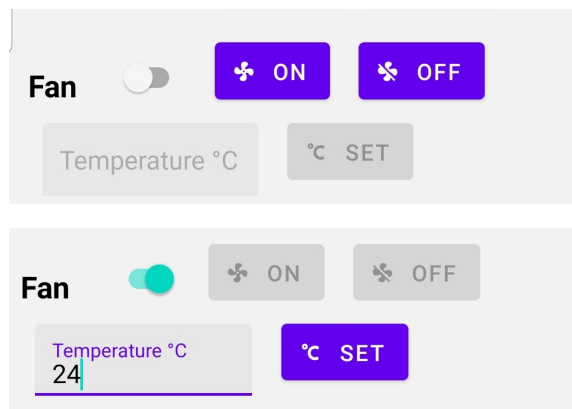 Fan ON OFF
Temperature °C °C SET
Fan ON OFF
Temperature °C
24 °C SET